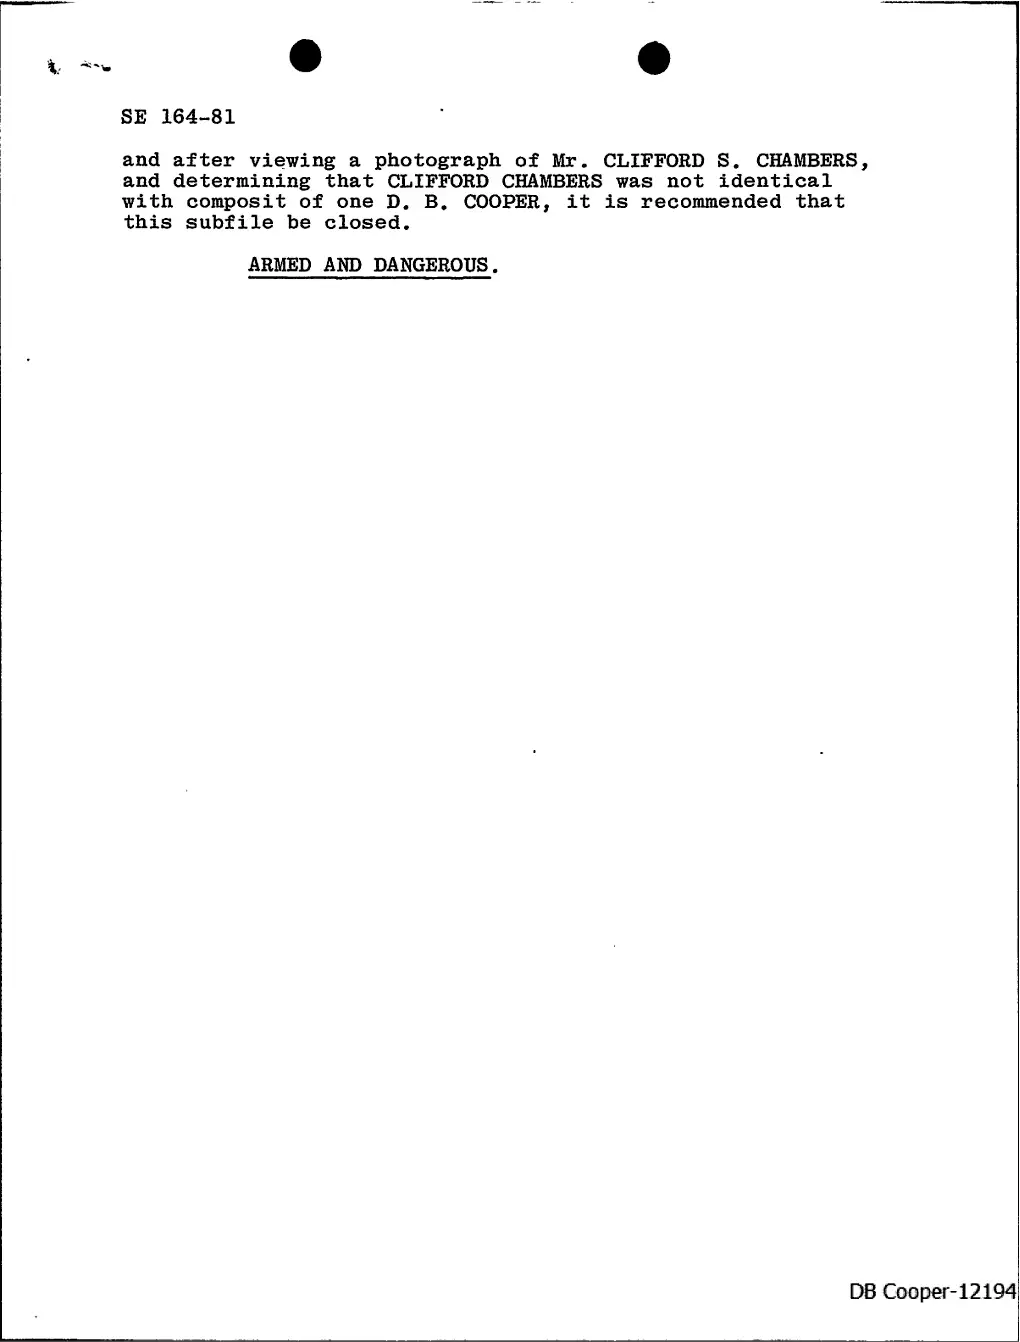 SE 164-81
and after viewing a photograph of Mr. CLIFFORD S. CHAMBERS,
and determining that CLIFFORD CHAMBERS was not identical
with composit of one D. B. COOPER, it is recommended that
this subfile be closed.
ARMED AND DANGEROUS.
DB Cooper-12194